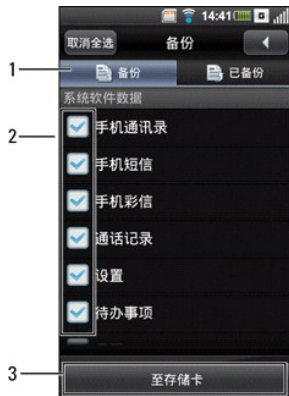 14:41
取消全选 备份
1 备份 已备份
系统软件数据
2
手机通讯录
手机短信
手机彩信
通话记录
设置
待办事项
3 至存储卡